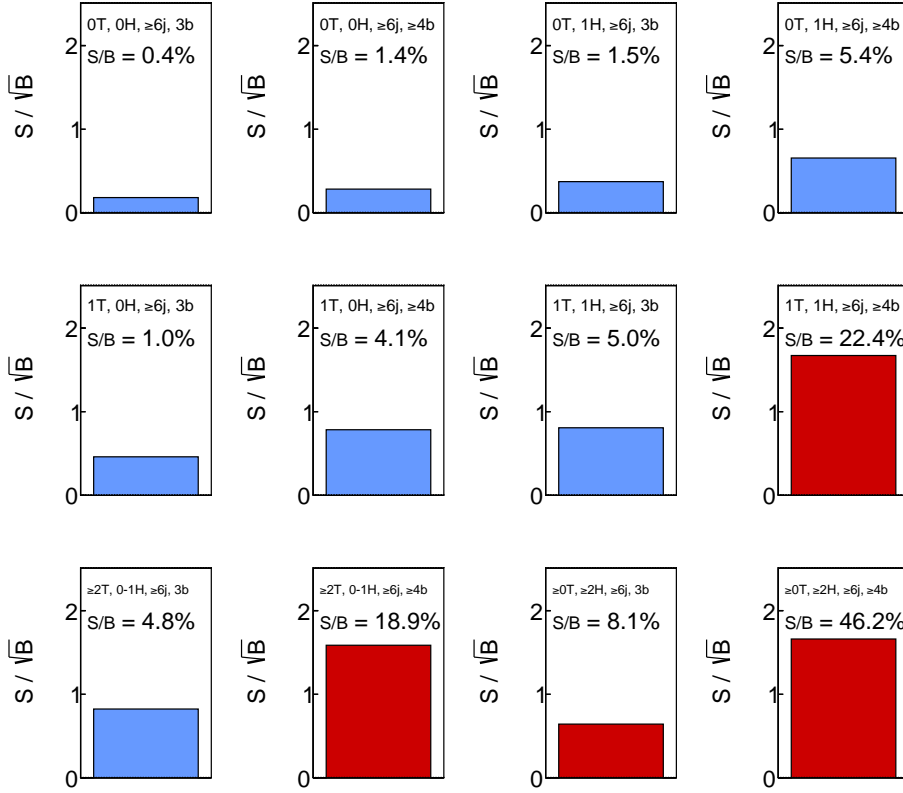 S / √B
2
1
0
0T, 0H, ≥6j, 3b
S/B = 0.4%
S / √B
2
1
0
0T, 0H, ≥6j, ≥4b
S/B = 1.4%
S / √B
2
1
0
0T, 1H, ≥6j, 3b
S/B = 1.5%
S / √B
2
1
0
0T, 1H, ≥6j, ≥4b
S/B = 5.4%
S / √B
2
1
0
1T, 0H, ≥6j, 3b
S/B = 1.0%
S / √B
2
1
0
1T, 0H, ≥6j, ≥4b
S/B = 4.1%
S / √B
2
1
0
1T, 1H, ≥6j, 3b
S/B = 5.0%
S / √B
2
1
0
1T, 1H, ≥6j, ≥4b
S/B = 22.4%
S / √B
2
1
0
≥2T, 0-1H, ≥6j, 3b
S/B = 4.8%
S / √B
2
1
0
≥2T, 0-1H, ≥6j, ≥4b
S/B = 18.9%
S / √B
2
1
0
≥0T, ≥2H, ≥6j, 3b
S/B = 8.1%
S / √B
2
1
0
≥0T, ≥2H, ≥6j, ≥4b
S/B = 46.2%